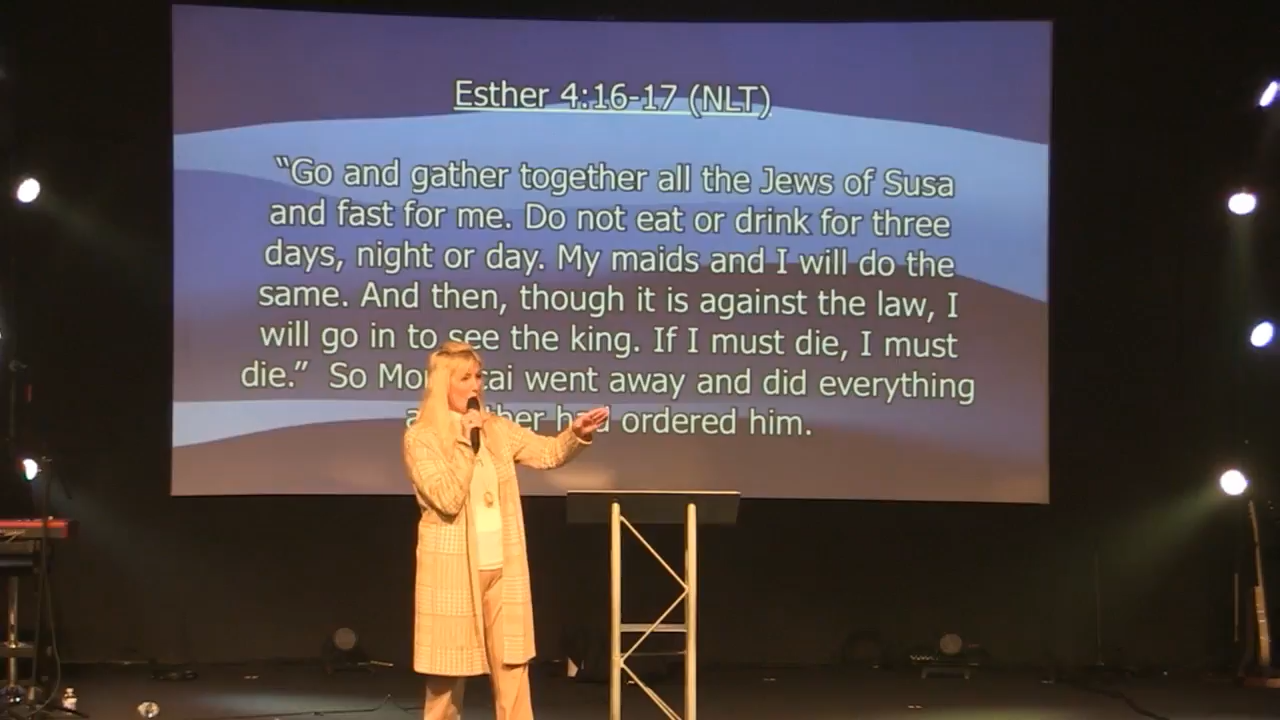 Esther 4:16-17 (NLT)
“Go and gather together all the Jews of Susa
and fast for me. Do not eat or drink for three
days, night or day. My maids and I will do the
same. And then, though it is against the law, I
will go in to see the king. If I must die, I must
die.” So went away and did everything
ordered him.